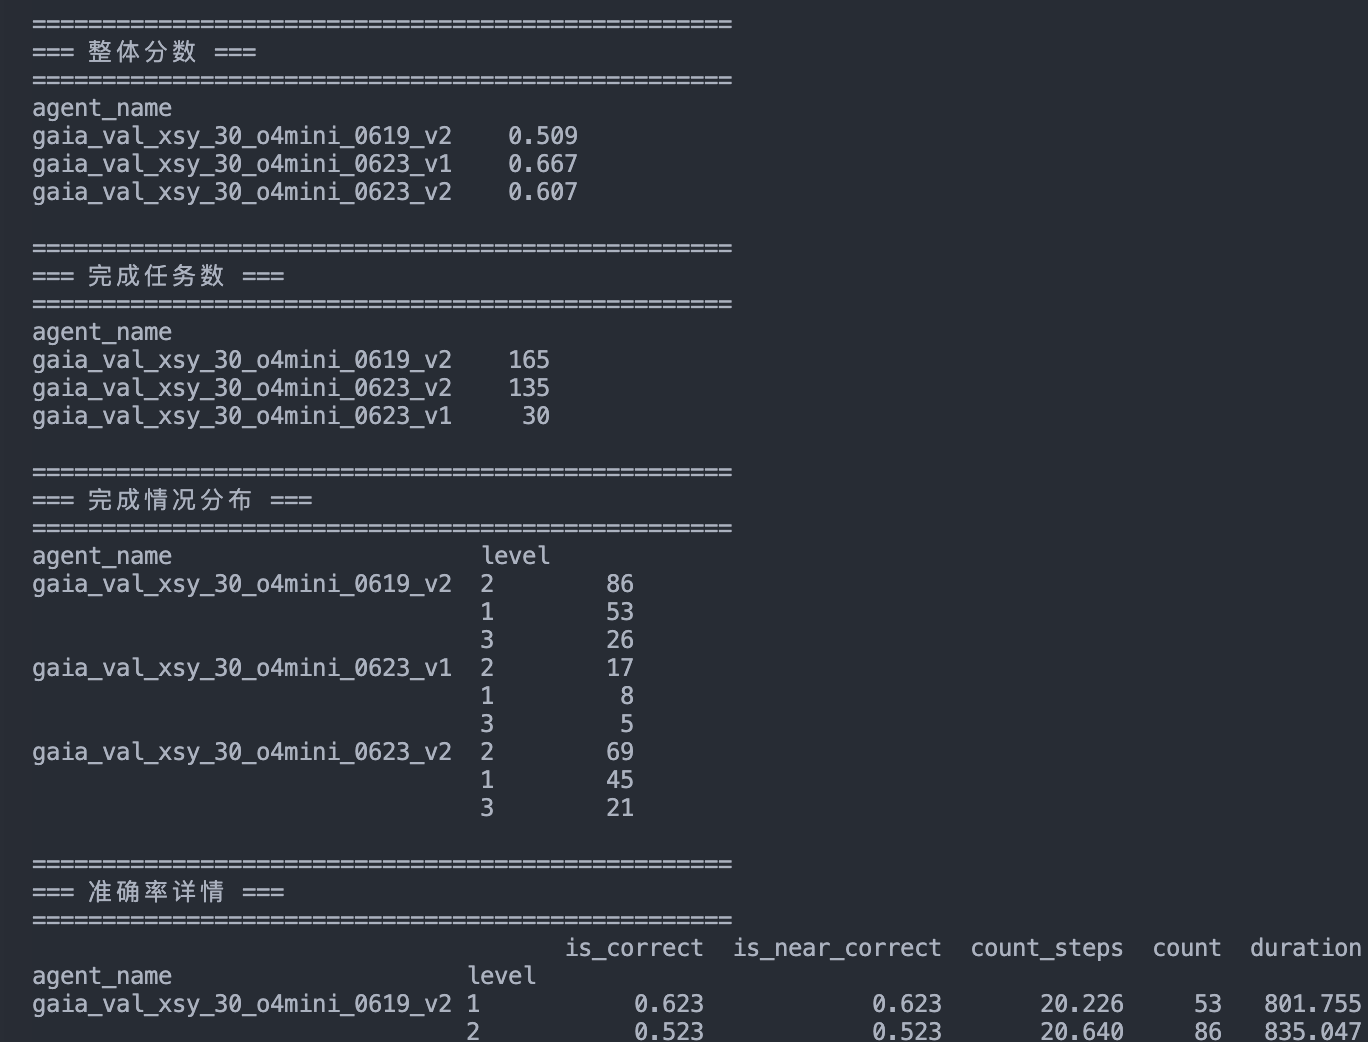 ==================================================
=== 整体分数 ===
==================================================
agent_name
gaia_val_xsy_30_o4mini_0619_v2    0.509
gaia_val_xsy_30_o4mini_0623_v1    0.667
gaia_val_xsy_30_o4mini_0623_v2    0.607
==================================================
=== 完成任务数 ===
==================================================
agent_name
gaia_val_xsy_30_o4mini_0619_v2    165
gaia_val_xsy_30_o4mini_0623_v2    135
gaia_val_xsy_30_o4mini_0623_v1     30
==================================================
=== 完成情况分布 ===
==================================================
agent_name                      level
gaia_val_xsy_30_o4mini_0619_v2  2        86
                                1        53
                                3        26
gaia_val_xsy_30_o4mini_0623_v1  2        17
                                1         8
                                3         5
gaia_val_xsy_30_o4mini_0623_v2  2        69
                                1        45
                                3        21
==================================================
=== 准确率详情 ===
==================================================
                                      is_correct  is_near_correct  count_steps  count  duration
agent_name                     level
gaia_val_xsy_30_o4mini_0619_v2 1           0.623            0.623       20.226     53   801.755
                               2           0.523            0.523       20.640     86   835.047